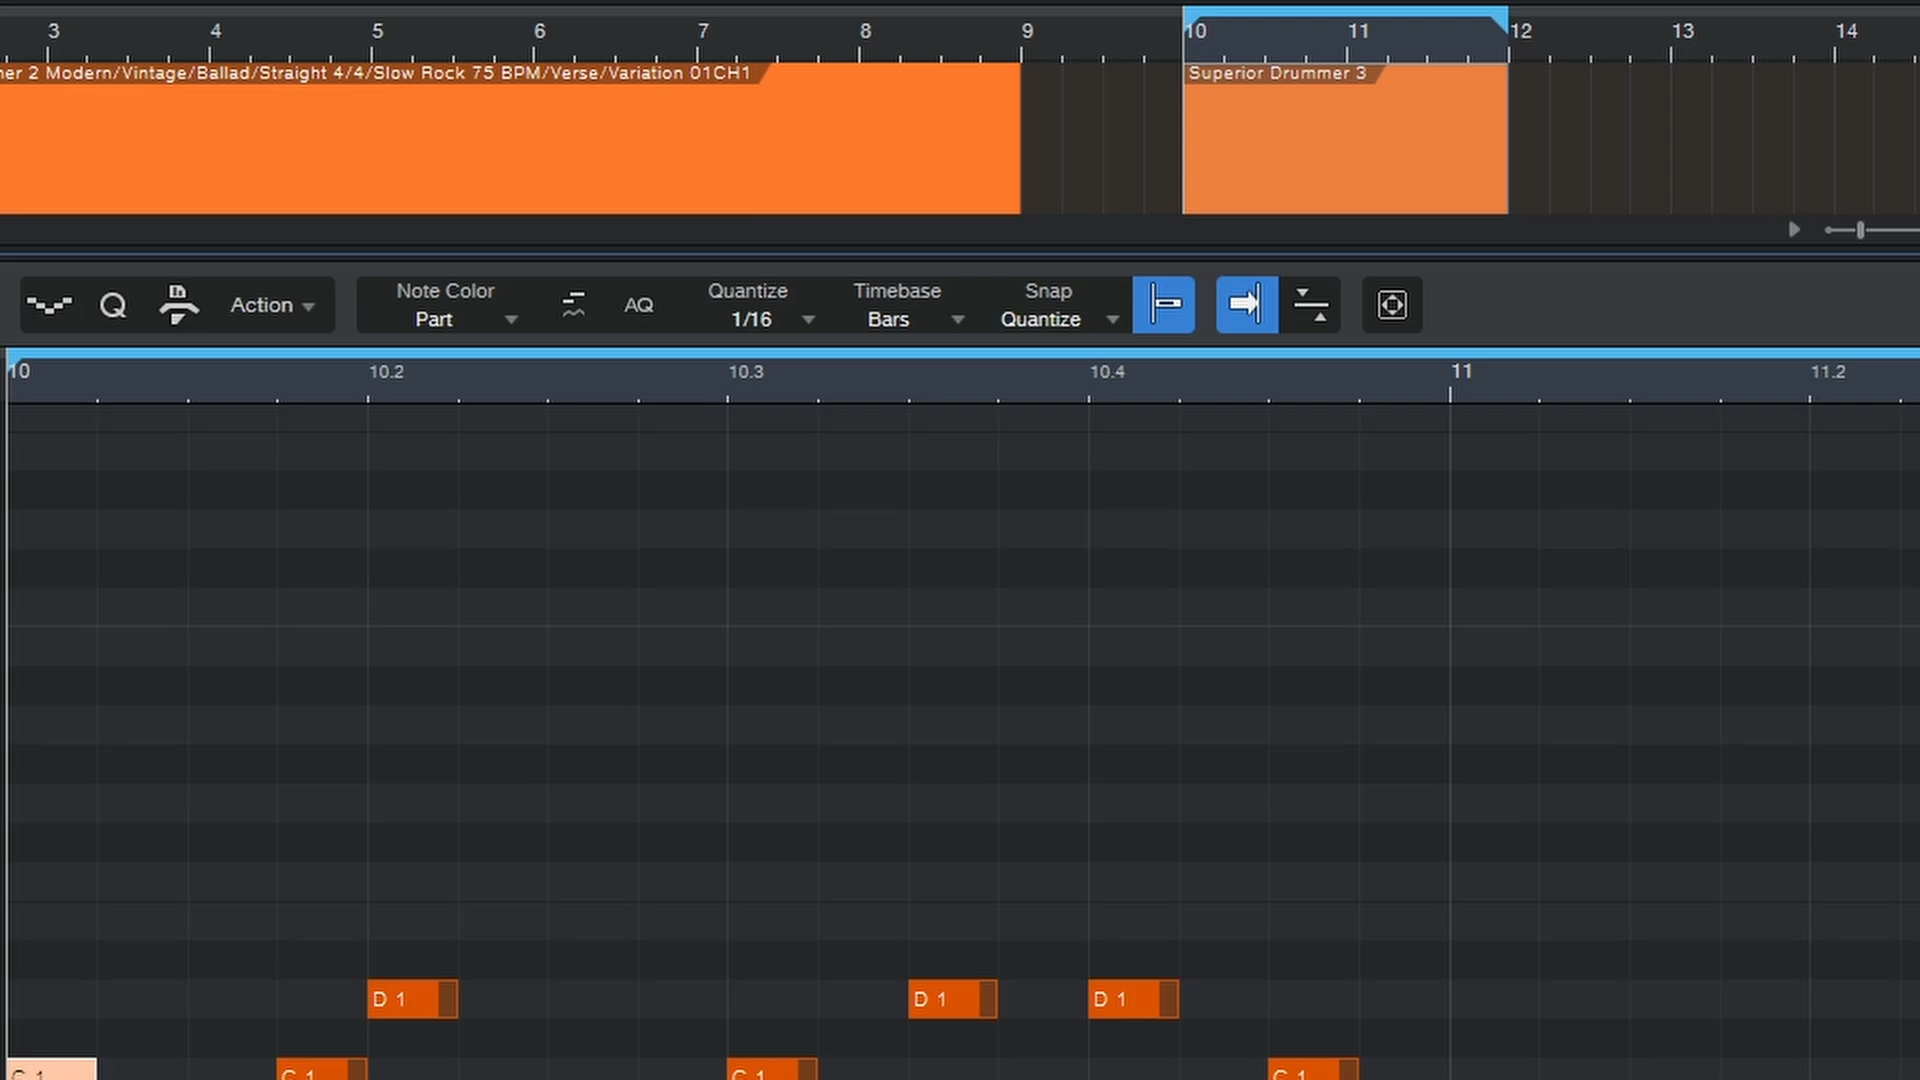 3 4 5 6 7 8 9 10 11 12 13 14
ner 2 Modern/Vintage/Ballad/Straight 4/4/Slow Rock 75 BPM/Verse/Variation 01CH1
Superior Drummer 3
Action
Note Color
Part
AQ
Quantize
1/16
Timebase
Bars
Snap
Quantize
10 10.2 10.3 10.4 11 11.2
D 1 D 1 D 1
C 1 C 1 C 1 C 1